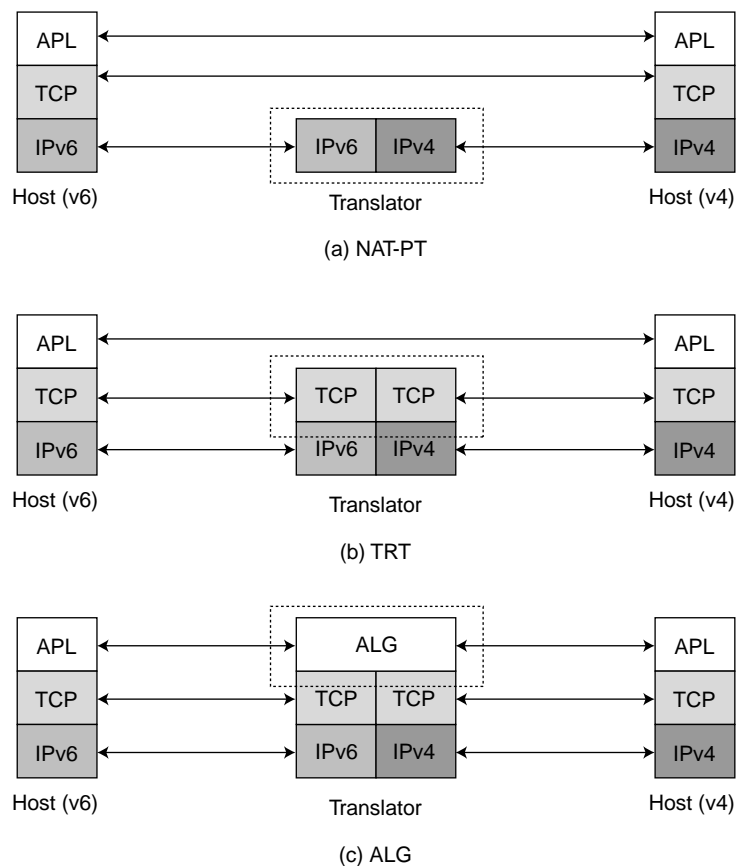 APL APL
TCP TCP
IPv6 IPv6 IPv4 IPv4
Host (v6) Translator Host (v4)
(a) NAT-PT
APL APL
TCP TCP TCP TCP
IPv6 IPv6 IPv4 IPv4
Host (v6) Translator Host (v4)
(b) TRT
APL ALG APL
TCP TCP TCP TCP
IPv6 IPv6 IPv4 IPv4
Host (v6) Translator Host (v4)
(c) ALG